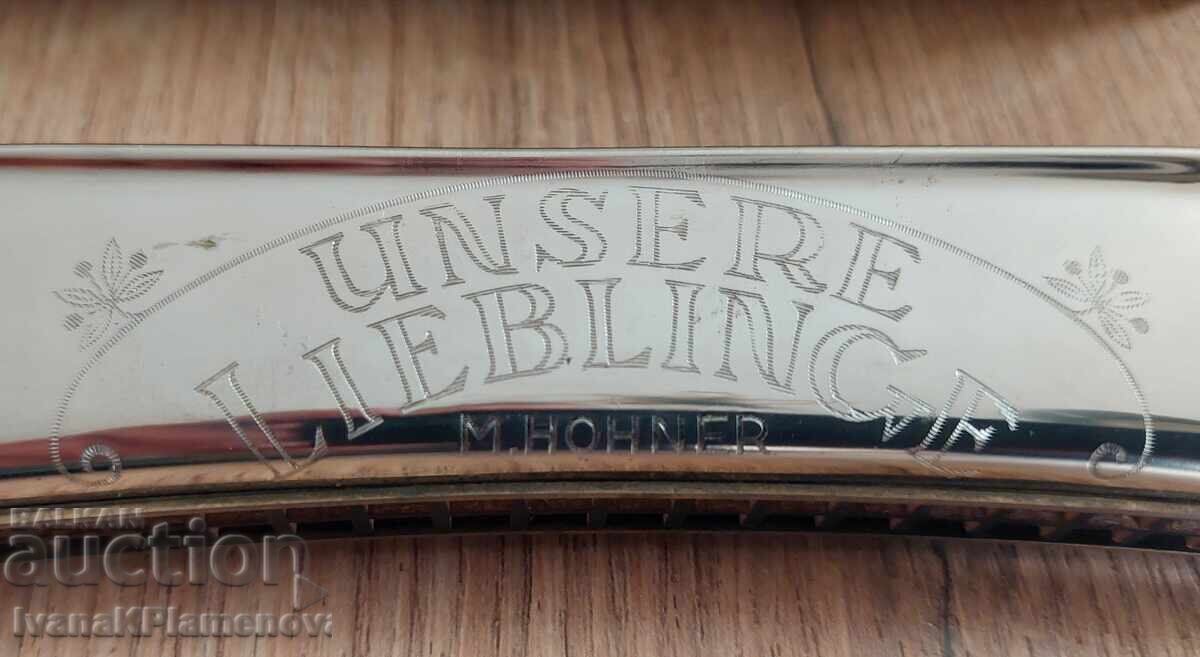 UNSERE
LIEBLINGE
M. HOHNER
BALKAN
auction
IvanaKPlamenova